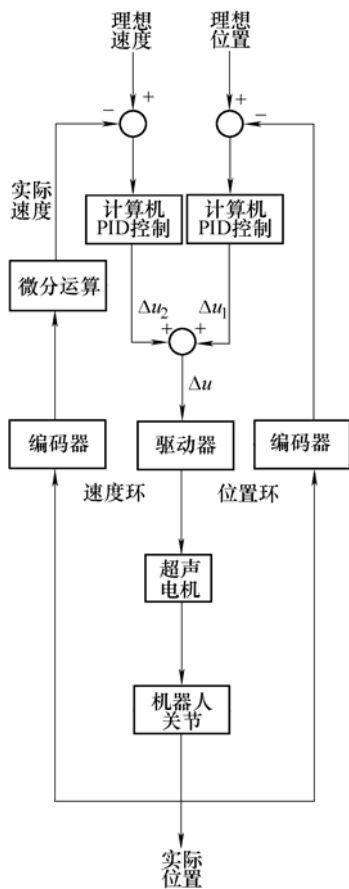 理想
速度
理想
位置
+
+
−
−
实际
速度
计算机
PID控制
计算机
PID控制
微分运算
Δu₂
Δu₁
+
+
Δu
编码器
驱动器
编码器
速度环
位置环
超声
电机
机器人
关节
实际
位置